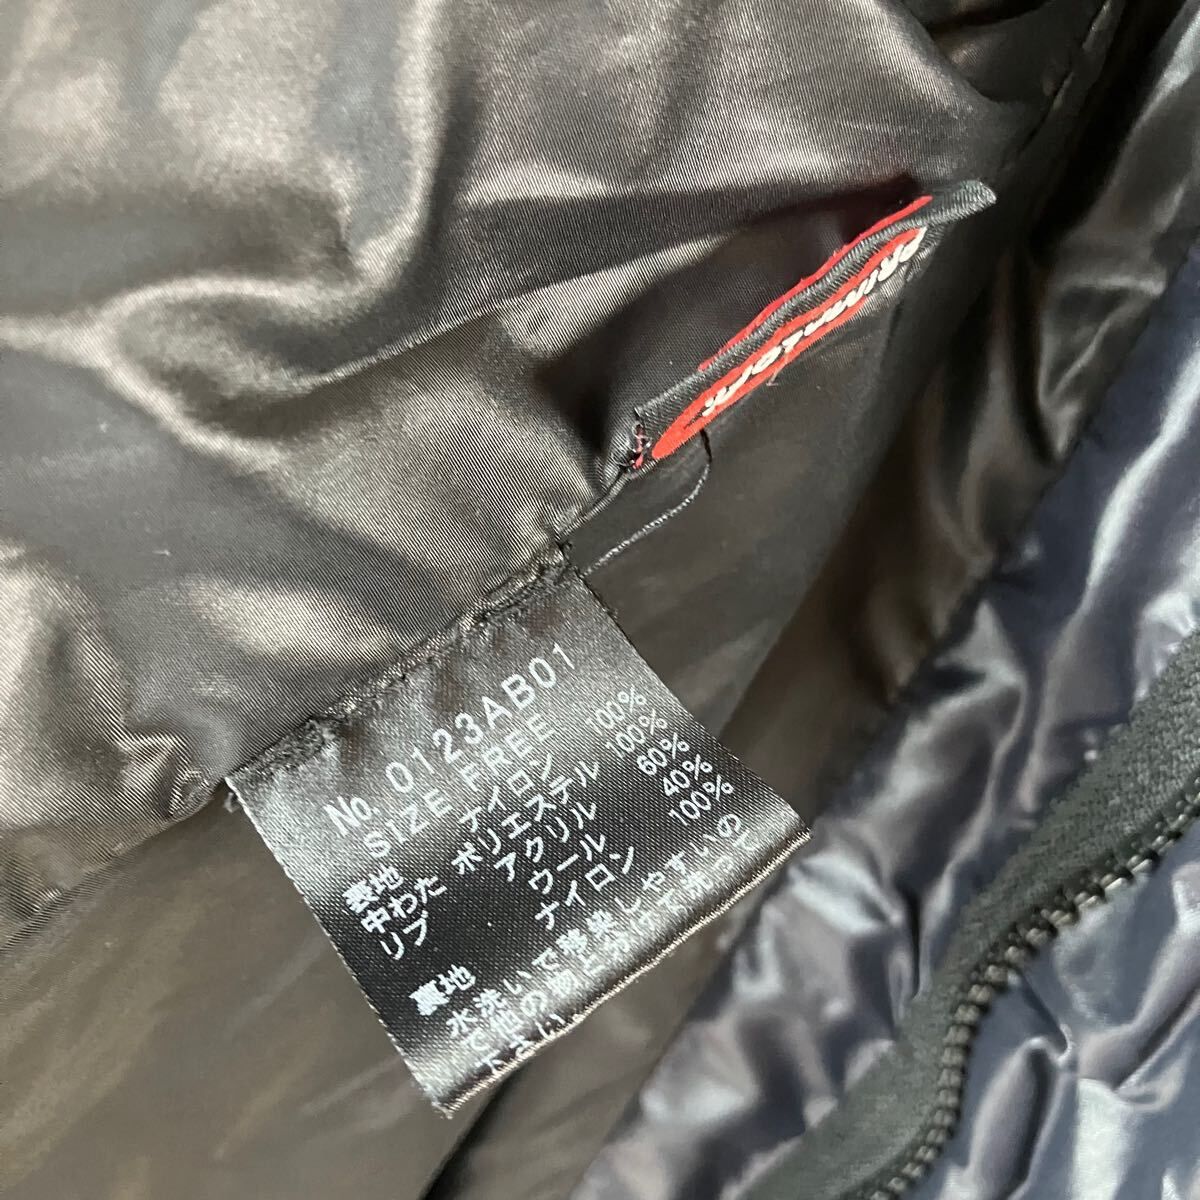 PRIMALOFT
No. 0123AB01
SIZE FREE
表地 ナイロン 100%
中わた ポリエステル 100%
リブ アクリル 60%
ウール 40%
裏地 ナイロン 100%
水洗いで移染しやすいの
で他の物と分けて洗って
下さい。